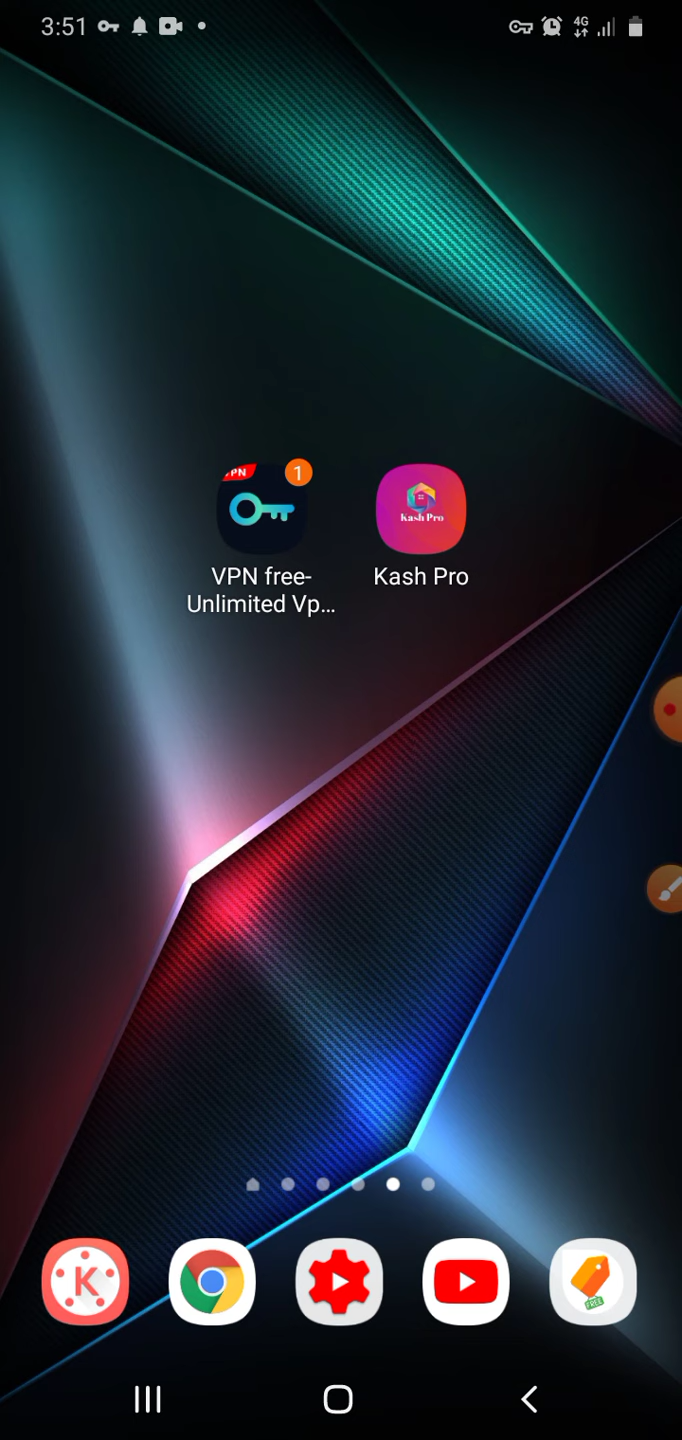 3:51
4G
VPN
1
Kash Pro
VPN free-
Unlimited Vp...
Kash Pro
K
FREE